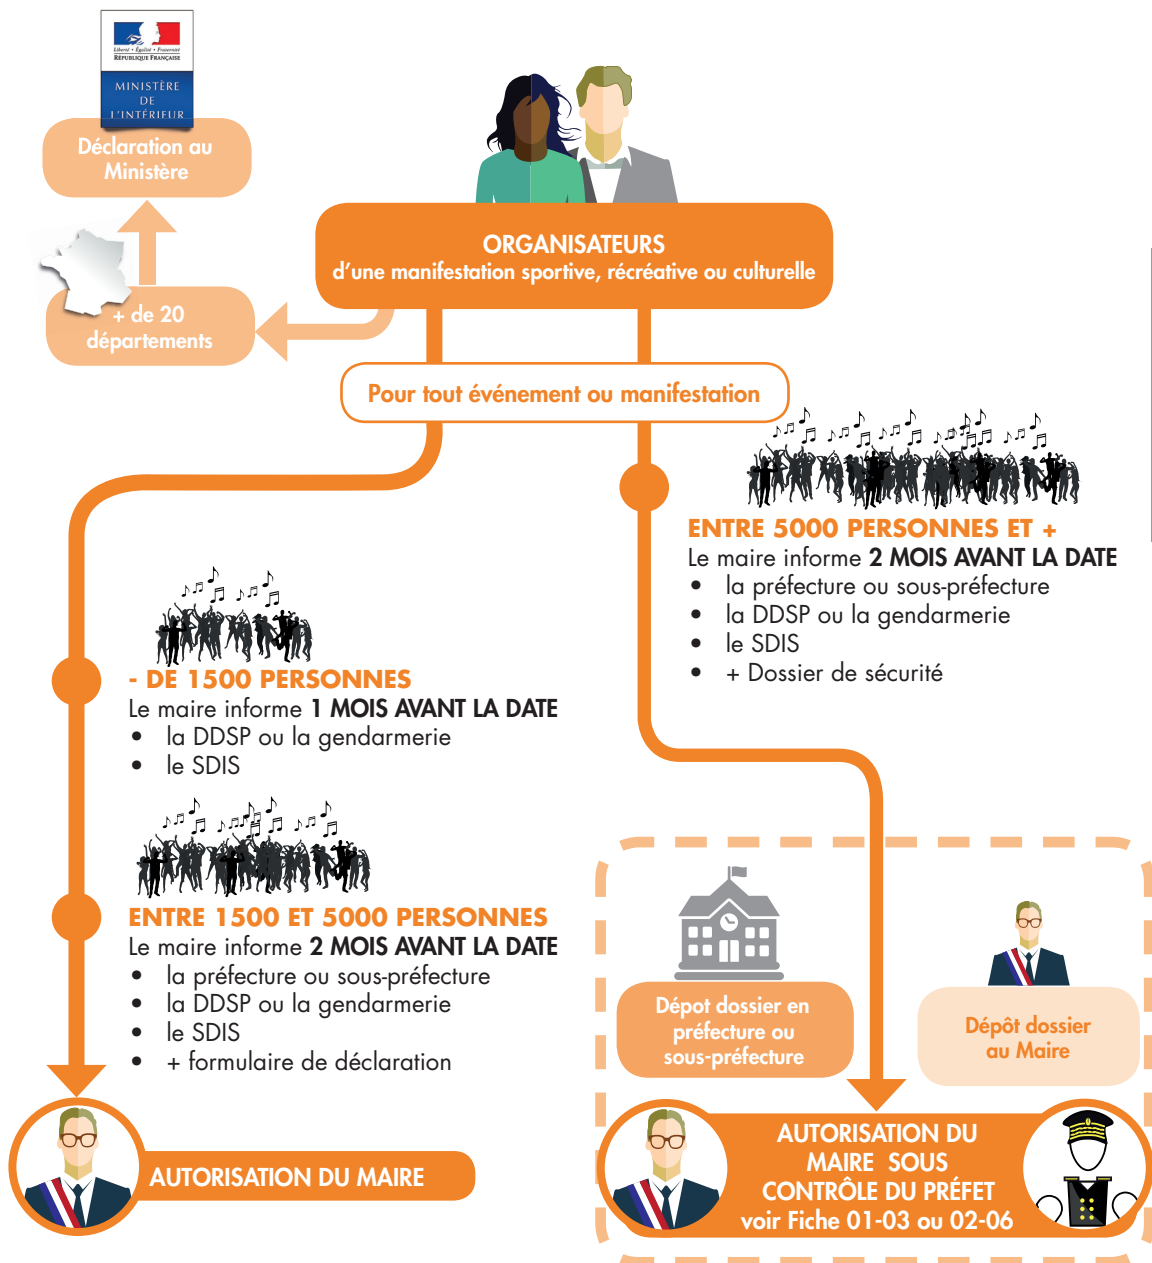 Liberté • Égalité • Fraternité
RÉPUBLIQUE FRANÇAISE
MINISTÈRE
DE
L'INTÉRIEUR
Déclaration au
Ministère
+ de 20
départements
ORGANISATEURS
d'une manifestation sportive, récréative ou culturelle
Pour tout événement ou manifestation
- DE 1500 PERSONNES
Le maire informe 1 MOIS AVANT LA DATE
• la DDSP ou la gendarmerie
• le SDIS
ENTRE 1500 ET 5000 PERSONNES
Le maire informe 2 MOIS AVANT LA DATE
• la préfecture ou sous-préfecture
• la DDSP ou la gendarmerie
• le SDIS
• + formulaire de déclaration
AUTORISATION DU MAIRE
ENTRE 5000 PERSONNES ET +
Le maire informe 2 MOIS AVANT LA DATE
• la préfecture ou sous-préfecture
• la DDSP ou la gendarmerie
• le SDIS
• + Dossier de sécurité
Dépot dossier en
préfecture ou
sous-préfecture
Dépôt dossier
au Maire
AUTORISATION DU
MAIRE SOUS
CONTRÔLE DU PRÉFET
voir Fiche 01-03 ou 02-06